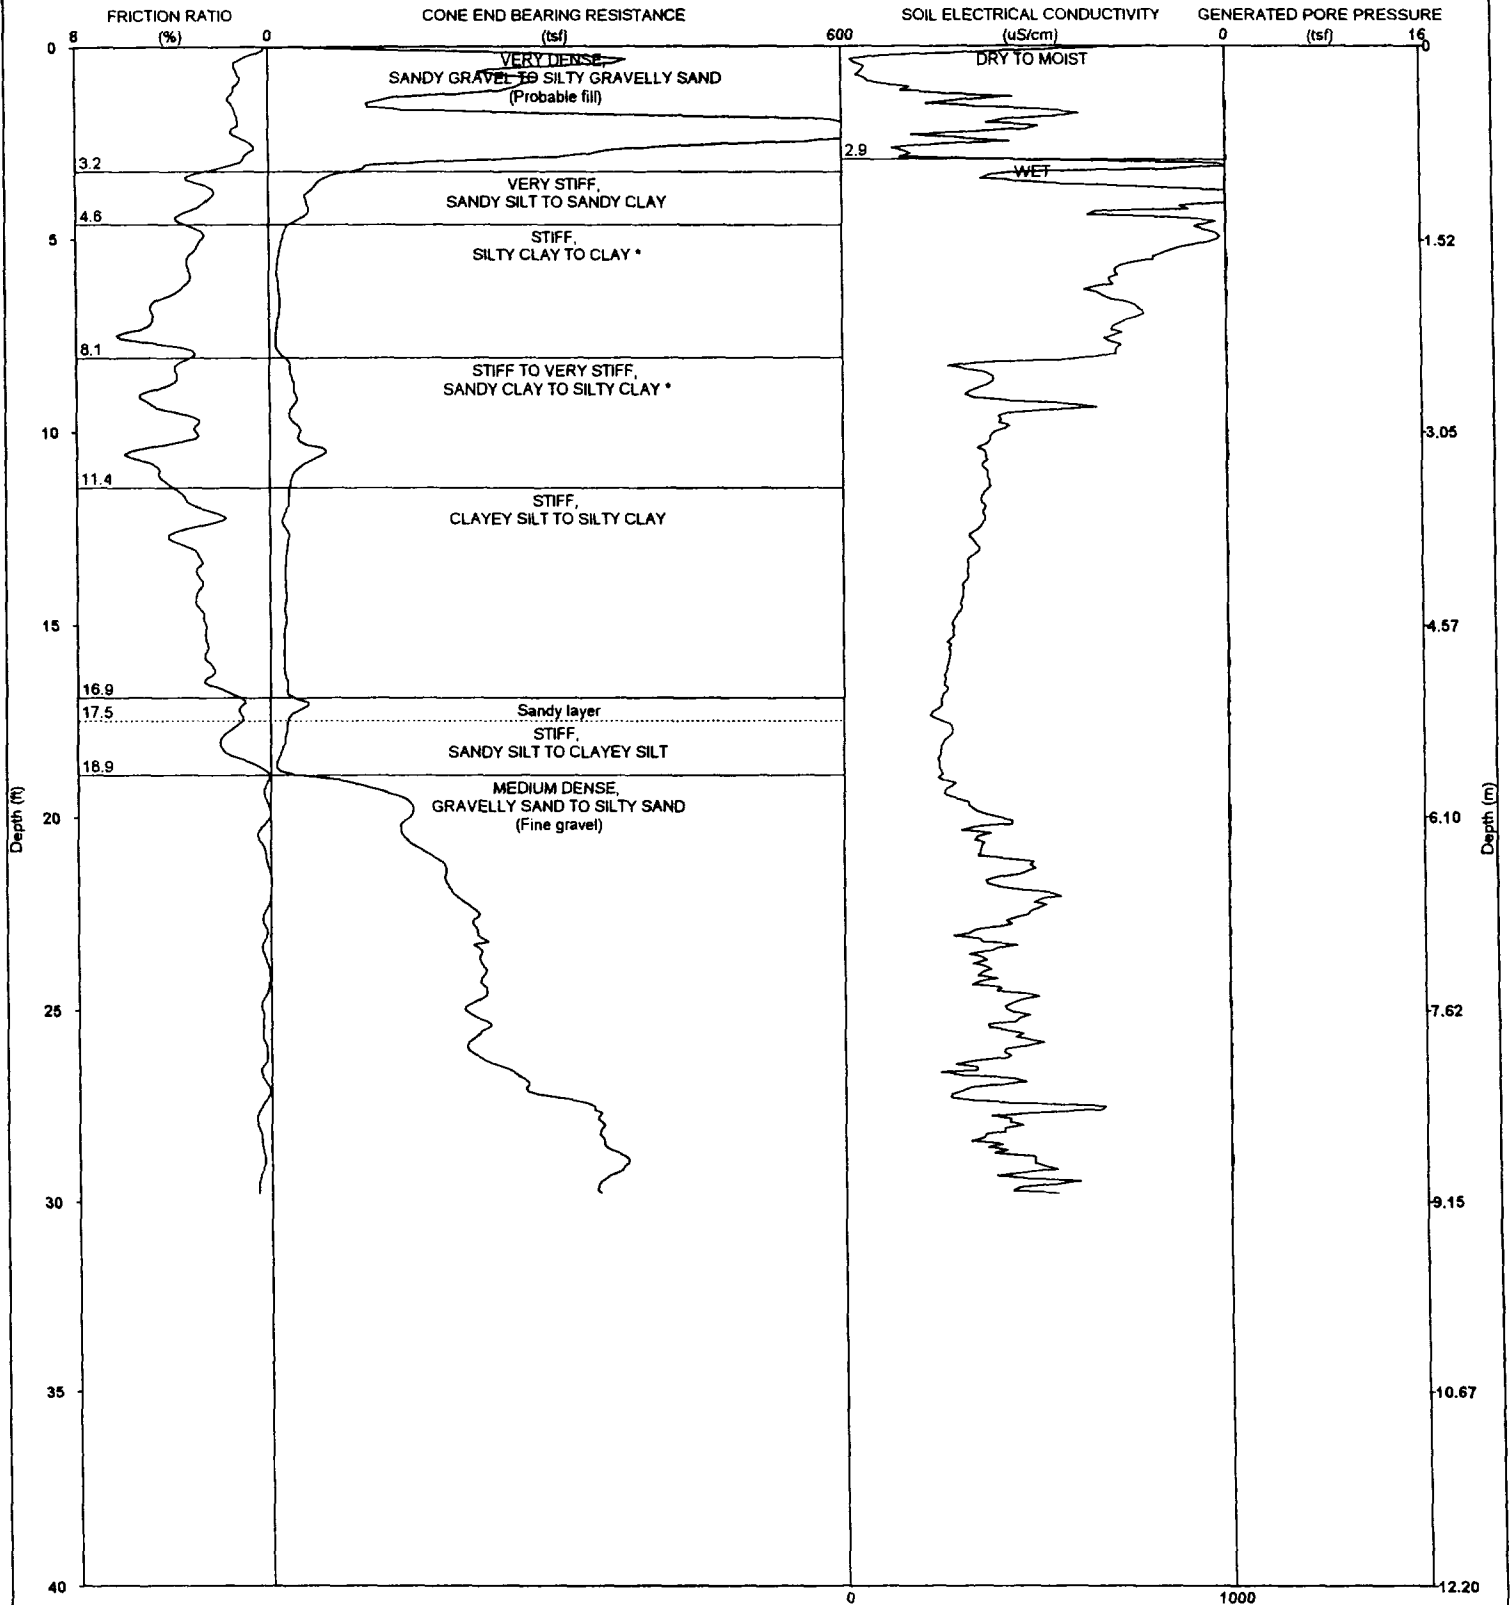 FRICTION RATIO
(%)
CONE END BEARING RESISTANCE
(tsf)
SOIL ELECTRICAL CONDUCTIVITY
(uS/cm)
GENERATED PORE PRESSURE
(tsf)
8
0
600
0
16
0
0
VERY DENSE,
SANDY GRAVEL TO SILTY GRAVELLY SAND
(Probable fill)
DRY TO MOIST
2.9
WET
3.2
VERY STIFF,
SANDY SILT TO SANDY CLAY
4.6
STIFF,
SILTY CLAY TO CLAY *
5
1.52
8.1
STIFF TO VERY STIFF,
SANDY CLAY TO SILTY CLAY *
10
3.05
11.4
STIFF,
CLAYEY SILT TO SILTY CLAY
15
4.57
16.9
Sandy layer
17.5
STIFF,
SANDY SILT TO CLAYEY SILT
18.9
MEDIUM DENSE,
GRAVELLY SAND TO SILTY SAND
(Fine gravel)
20
6.10
Depth (ft)
Depth (m)
25
7.62
30
9.15
35
10.67
40
12.20
0
1000